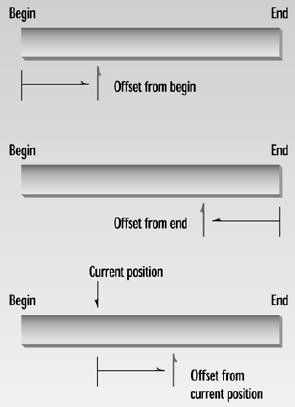 Begin End
Offset from begin
Begin End
Offset from end
Current position
Begin End
Offset from
current position